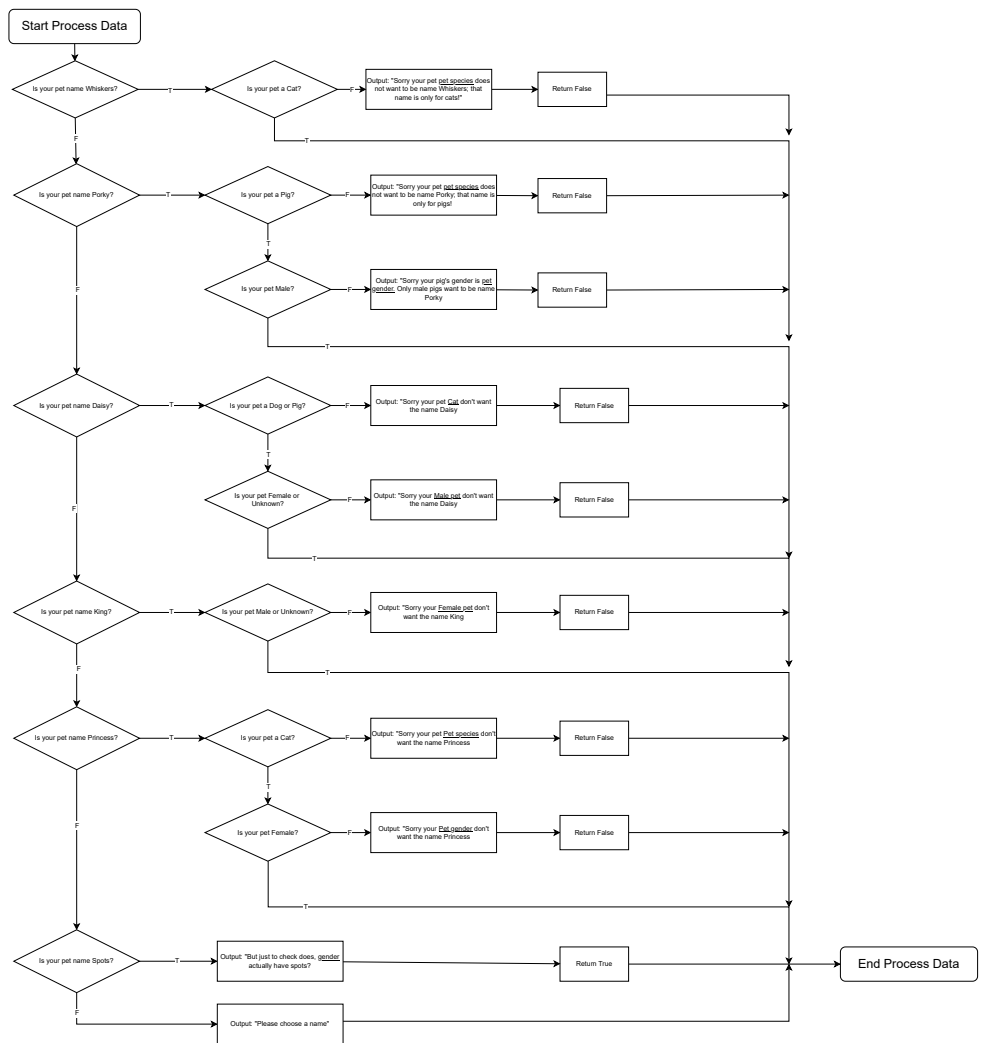 Start Process Data
Is your pet name Whiskers?
T
Is your pet a Cat?
F
Output: "Sorry your pet pet species does
not want to be name Whiskers; that
name is only for cats!"
Return False
T
F
Is your pet name Porky?
T
Is your pet a Pig?
F
Output: "Sorry your pet pet species does
not want to be name Porky; that name is
only for pigs!
Return False
T
F
Is your pet Male?
F
Output: "Sorry your pig's gender is pet
gender. Only male pigs want to be name
Porky
Return False
T
Is your pet name Daisy?
T
Is your pet a Dog or Pig?
F
Output: "Sorry your pet Cat don't want
the name Daisy
Return False
T
F
Is your pet Female or
Unknown?
F
Output: "Sorry your Male pet don't want
the name Daisy
Return False
T
Is your pet name King?
T
Is your pet Male or Unknown?
F
Output: "Sorry your Female pet don't
want the name King
Return False
F
T
Is your pet name Princess?
T
Is your pet a Cat?
F
Output: "Sorry your pet Pet species don't
want the name Princess
Return False
T
F
Is your pet Female?
F
Output: "Sorry your Pet gender don't
want the name Princess
Return False
T
Is your pet name Spots?
T
Output: "But just to check does, gender
actually have spots?
Return True
End Process Data
F
Output: "Please choose a name"